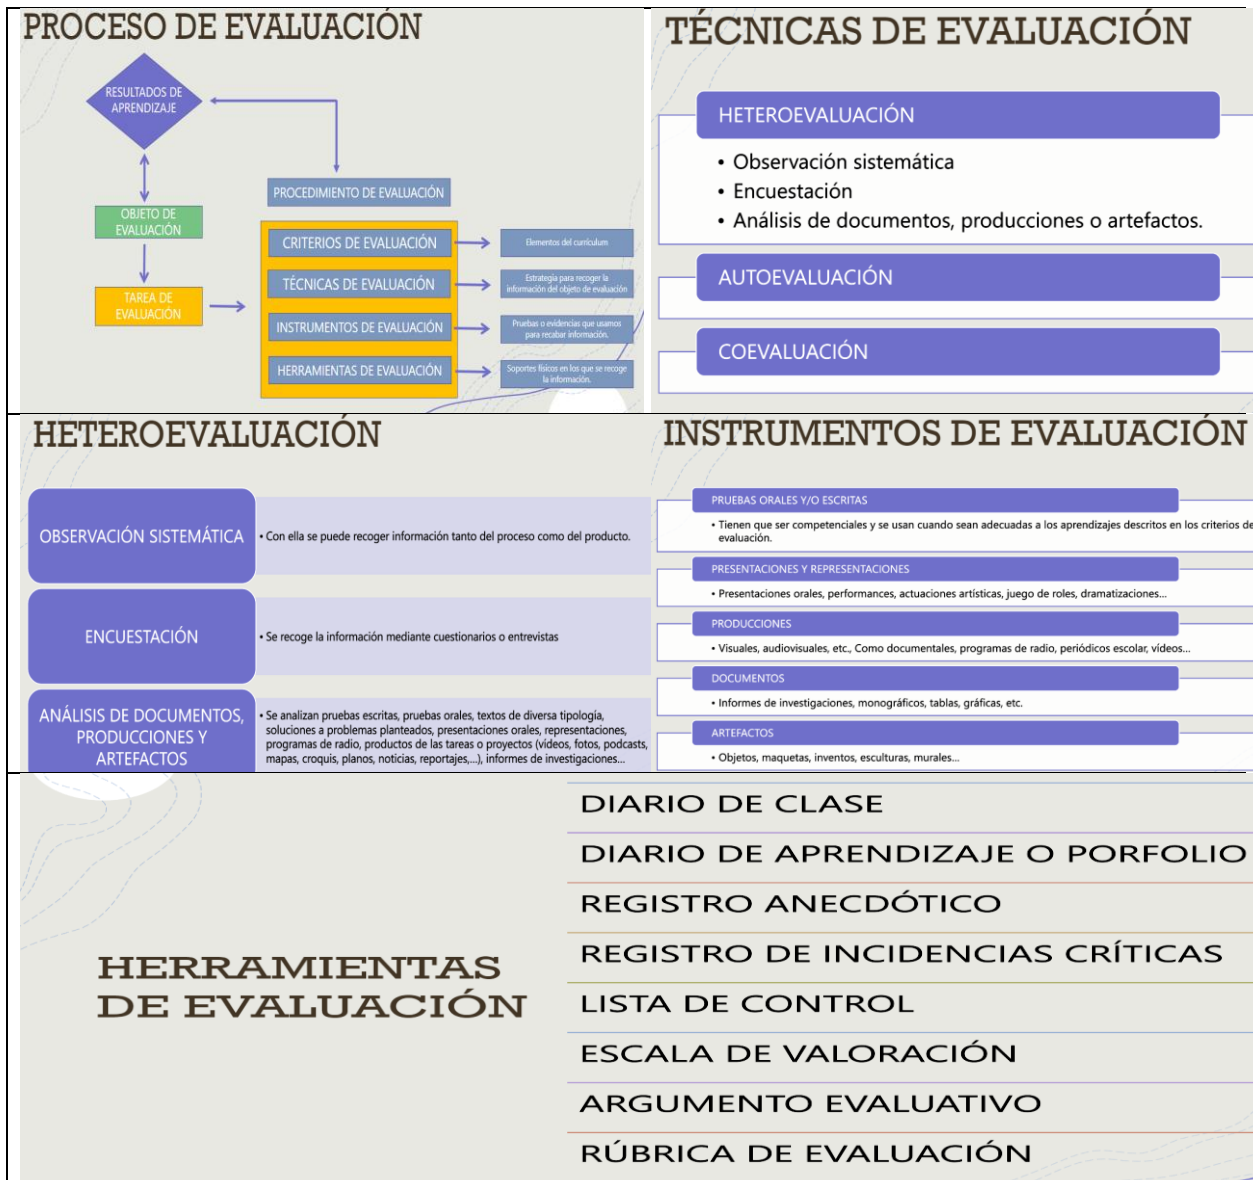 PROCESO DE EVALUACIÓN
RESULTADOS DE
APRENDIZAJE
OBJETO DE
EVALUACIÓN
TAREA DE
EVALUACIÓN
PROCEDIMIENTO DE EVALUACIÓN
CRITERIOS DE EVALUACIÓN
Elementos del currículum
TÉCNICAS DE EVALUACIÓN
Estrategia para recoger la
información del objeto de evaluación
INSTRUMENTOS DE EVALUACIÓN
Pruebas o evidencias que usamos
para recabar información.
HERRAMIENTAS DE EVALUACIÓN
Soportes físicos en los que se recoge
la información.
TÉCNICAS DE EVALUACIÓN
HETEROEVALUACIÓN
• Observación sistemática
• Encuestación
• Análisis de documentos, producciones o artefactos.
AUTOEVALUACIÓN
COEVALUACIÓN
HETEROEVALUACIÓN
OBSERVACIÓN SISTEMÁTICA
• Con ella se puede recoger información tanto del proceso como del producto.
ENCUESTACIÓN
• Se recoge la información mediante cuestionarios o entrevistas
ANÁLISIS DE DOCUMENTOS,
PRODUCCIONES Y
ARTEFACTOS
• Se analizan pruebas escritas, pruebas orales, textos de diversa tipología,
soluciones a problemas planteados, presentaciones orales, representaciones,
programas de radio, productos de las tareas o proyectos (vídeos, fotos, podcasts,
mapas, croquis, planos, noticias, reportajes,...), informes de investigaciones...
INSTRUMENTOS DE EVALUACIÓN
PRUEBAS ORALES Y/O ESCRITAS
• Tienen que ser competenciales y se usan cuando sean adecuadas a los aprendizajes descritos en los criterios de
evaluación.
PRESENTACIONES Y REPRESENTACIONES
• Presentaciones orales, performances, actuaciones artísticas, juego de roles, dramatizaciones...
PRODUCCIONES
• Visuales, audiovisuales, etc., Como documentales, programas de radio, periódicos escolar, vídeos...
DOCUMENTOS
• Informes de investigaciones, monográficos, tablas, gráficas, etc.
ARTEFACTOS
• Objetos, maquetas, inventos, esculturas, murales...
HERRAMIENTAS
DE EVALUACIÓN
DIARIO DE CLASE
DIARIO DE APRENDIZAJE O PORFOLIO
REGISTRO ANECDÓTICO
REGISTRO DE INCIDENCIAS CRÍTICAS
LISTA DE CONTROL
ESCALA DE VALORACIÓN
ARGUMENTO EVALUATIVO
RÚBRICA DE EVALUACIÓN